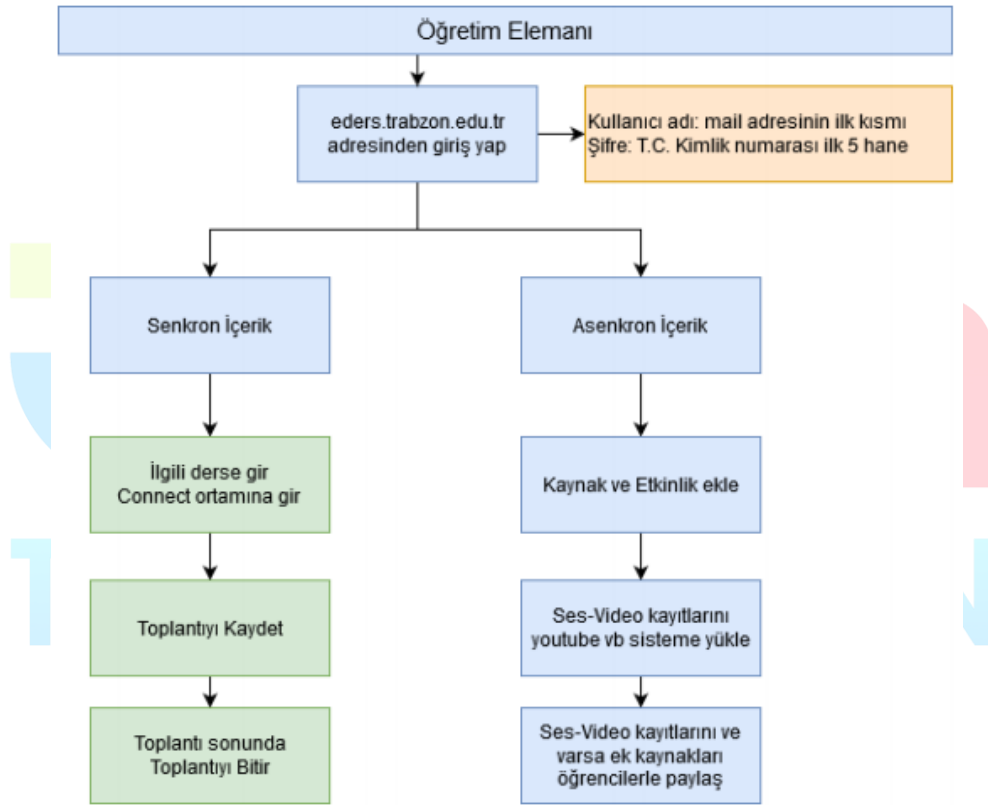 Öğretim Elemanı
eders.trabzon.edu.tr
adresinden giriş yap
Kullanıcı adı: mail adresinin ilk kısmı
Şifre: T.C. Kimlik numarası ilk 5 hane
Senkron İçerik
Asenkron İçerik
İlgili derse gir
Connect ortamına gir
Kaynak ve Etkinlik ekle
Toplantıyı Kaydet
Ses-Video kayıtlarını
youtube vb sisteme yükle
Toplantı sonunda
Toplantıyı Bitir
Ses-Video kayıtlarını ve
varsa ek kaynakları
öğrencilerle paylaş